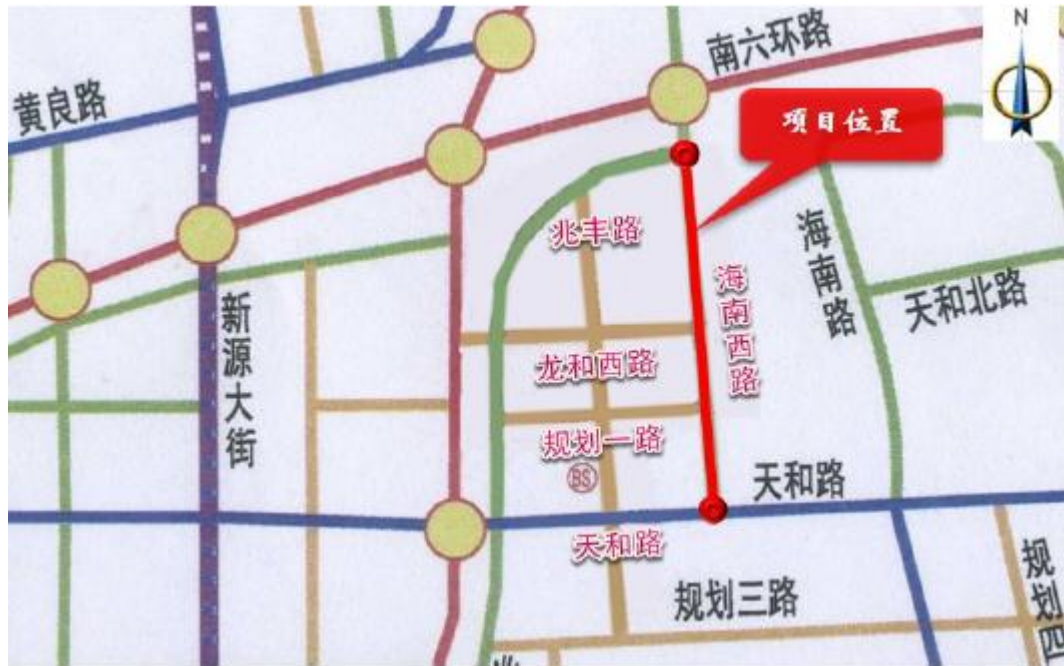 N
南六环路
黄良路
项目位置
兆丰路
海南路
海南西路
天和北路
新源大街
龙和西路
规划一路
BS
天和路
天和路
规划三路
规划四